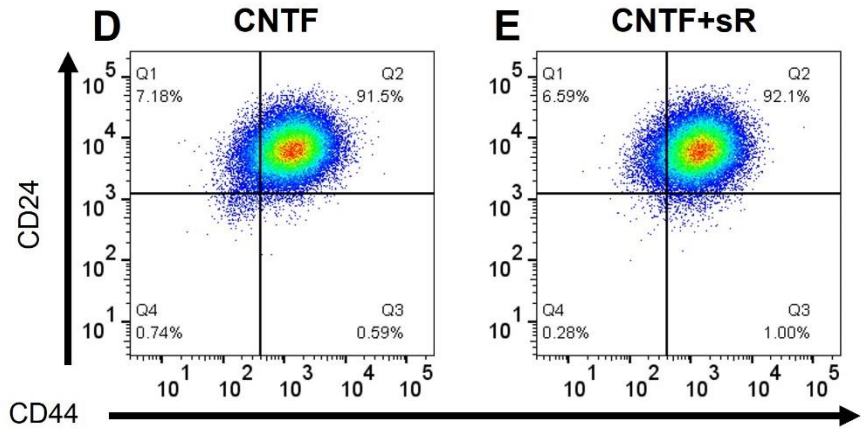 D CNTF
E CNTF+sR
Q1
7.18%
Q2
91.5%
Q4
0.74%
Q3
0.59%
10^5
10^4
10^3
10^2
10^1
10^1 10^2 10^3 10^4 10^5
Q1
6.59%
Q2
92.1%
Q4
0.28%
Q3
1.00%
10^5
10^4
10^3
10^2
10^1
10^1 10^2 10^3 10^4 10^5
CD24
CD44